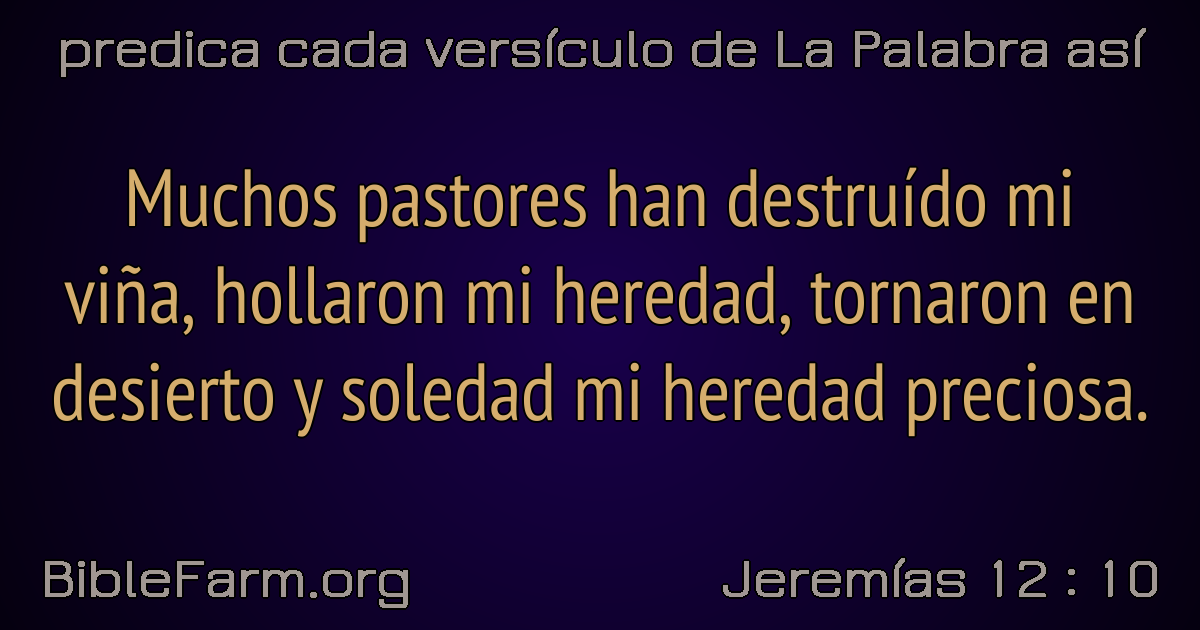 predica cada versículo de La Palabra así
Muchos pastores han destruído mi
viña, hollaron mi heredad, tornaron en
desierto y soledad mi heredad preciosa.
BibleFarm.org
Jeremías 12 : 10